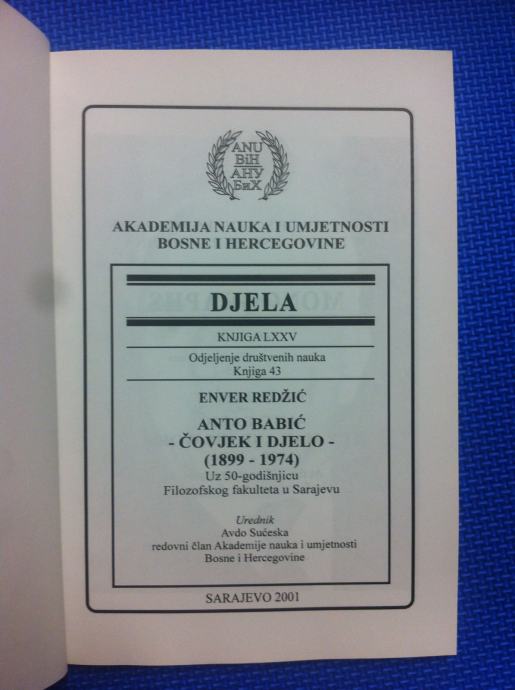 ANU
BiH
АНУ
БиХ
AKADEMIJA NAUKA I UMJETNOSTI
BOSNE I HERCEGOVINE
DJELA
KNJIGA LXXV
Odjeljenje društvenih nauka
Knjiga 43
ENVER REDŽIĆ
ANTO BABIĆ
- ČOVJEK I DJELO -
(1899 - 1974)
Uz 50-godišnjicu
Filozofskog fakulteta u Sarajevu
Urednik
Avdo Sućeska
redovni član Akademije nauka i umjetnosti
Bosne i Hercegovine
SARAJEVO 2001